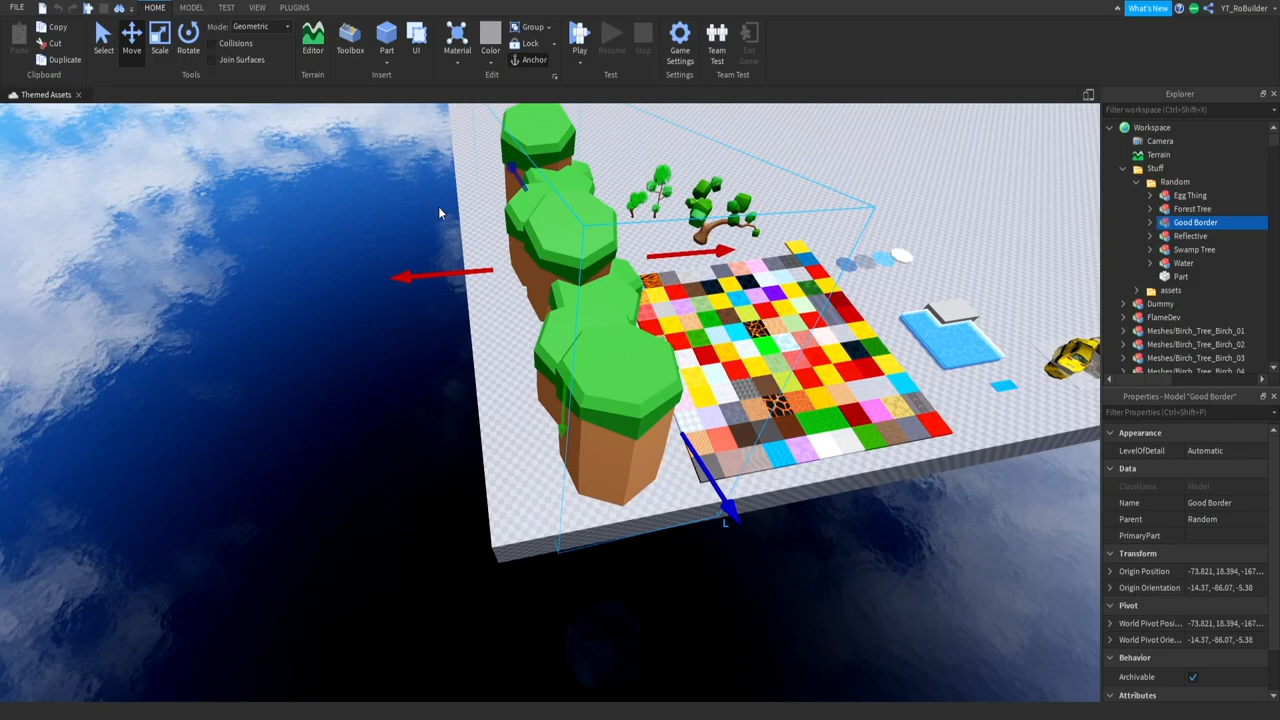 FILE HOME MODEL TEST VIEW PLUGINS What's New YT_RoBuilder
Paste Copy Cut Duplicate
Clipboard
Select Move Scale Rotate
Mode: Geometric
Collisions
Join Surfaces
Tools
Editor
Terrain
Toolbox Part UI
Insert
Material Color
Group
Lock
Anchor
Edit
Play Resume Stop
Test
Game Settings
Settings
Team Test Exit Game
Team Test
Themed Assets
L
Explorer
Filter workspace (Ctrl+Shift+X)
Workspace
Camera
Terrain
Stuff
Random
Egg Thing
Forest Tree
Good Border
Reflective
Swamp Tree
Water
Part
assets
Dummy
FlameDev
Meshes/Birch_Tree_Birch_01
Meshes/Birch_Tree_Birch_02
Meshes/Birch_Tree_Birch_03
Meshes/Birch_Tree_Birch_04
Properties - Model "Good Border"
Filter Properties (Ctrl+Shift+P)
Appearance
LevelOfDetail Automatic
Data
ClassName Model
Name Good Border
Parent Random
PrimaryPart
Transform
Origin Position -73.821, 18.394, -167...
Origin Orientation -14.37, -86.07, -5.38
Pivot
World Pivot Posi... -73.821, 18.394, -167...
World Pivot Orie... -14.37, -86.07, -5.38
Behavior
Archivable
Attributes